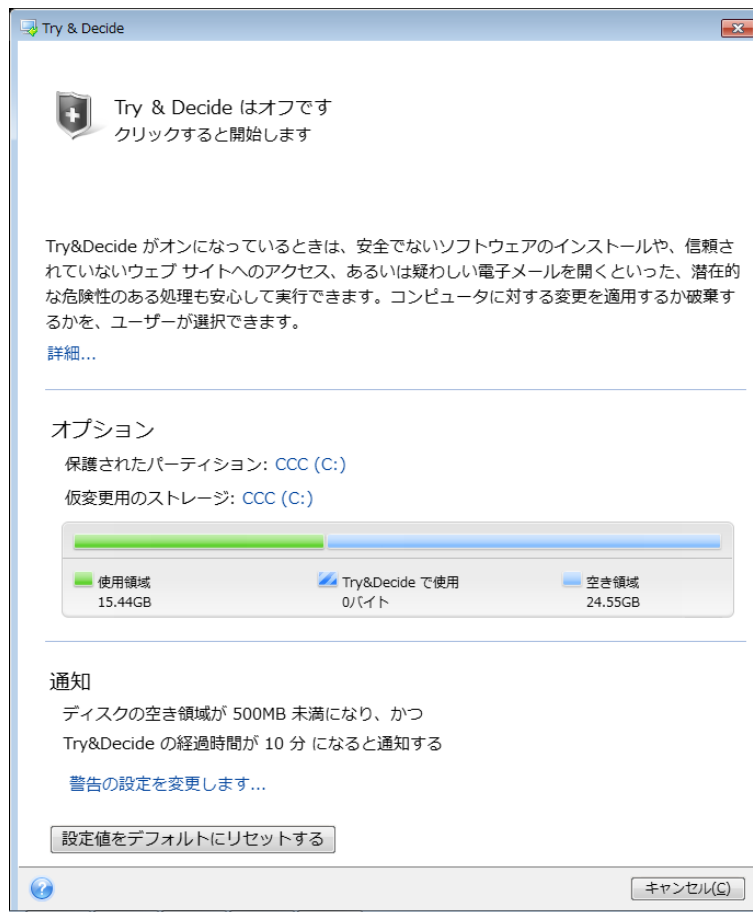 Try & Decide
Try & Decide はオフです
クリックすると開始します
Try&Decide がオンになっているときは、安全でないソフトウェアのインストールや、信頼さ
れていないウェブ サイトへのアクセス、あるいは疑わしい電子メールを開くといった、潜在的
な危険性のある処理も安心して実行できます。コンピュータに対する変更を適用するか破棄す
るかを、ユーザーが選択できます。
詳細...
オプション
保護されたパーティション: CCC (C:)
仮変更用のストレージ: CCC (C:)
使用領域 Try&Decide で使用 空き領域
15.44GB 0バイト 24.55GB
通知
ディスクの空き領域が 500MB 未満になり、かつ
Try&Decide の経過時間が 10 分 になると通知する
警告の設定を変更します...
設定値をデフォルトにリセットする
キャンセル(C)